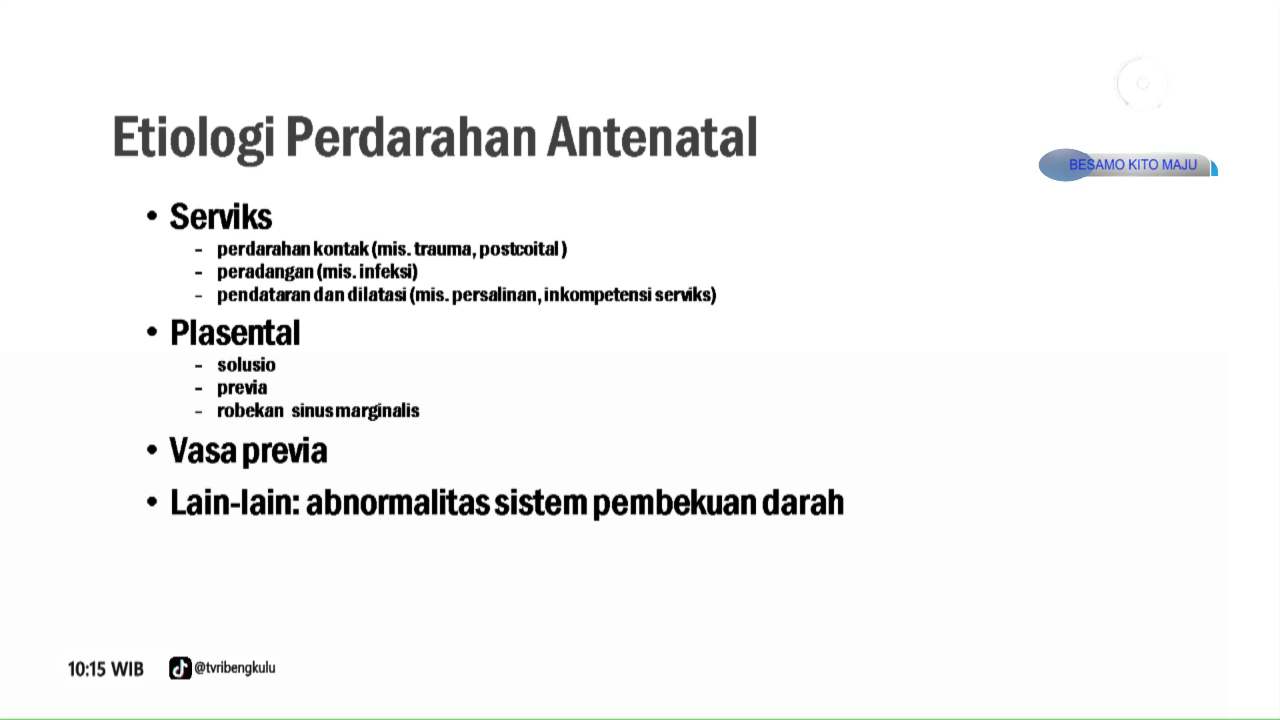 Etiologi Perdarahan Antenatal
BESAMO KITO MAJU
• Serviks
- perdarahan kontak (mis. trauma, postcoital)
- peradangan (mis. infeksi)
- pendataran dan dilatasi (mis. persalinan, inkompetensi serviks)
• Plasental
- solusio
- previa
- robekan sinus marginalis
• Vasa previa
• Lain-lain: abnormalitas sistem pembekuan darah
10:15 WIB
@tvribengkulu